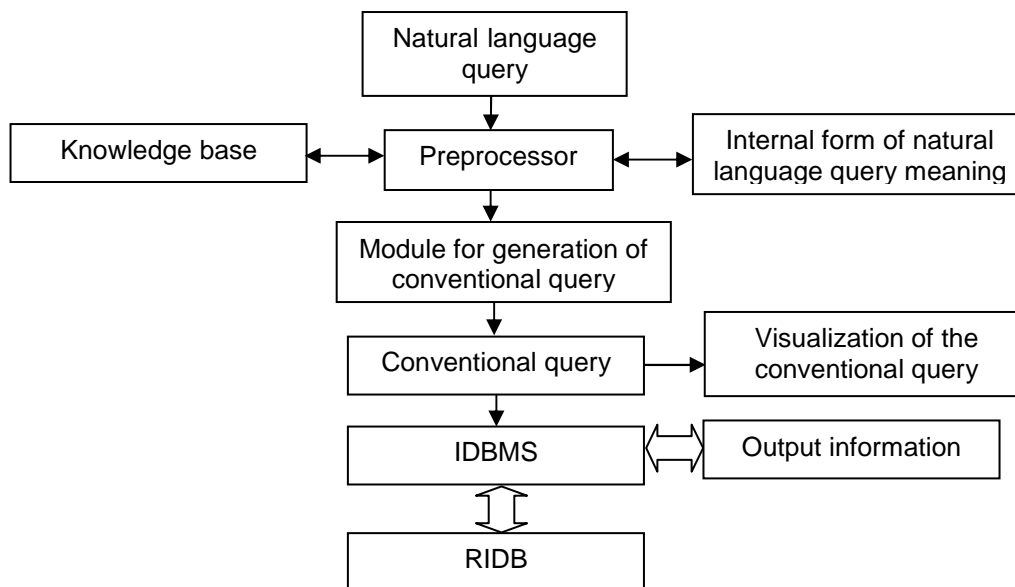 Natural language
query
Knowledge base
Preprocessor
Internal form of natural
language query meaning
Module for generation of
conventional query
Conventional query
Visualization of the
conventional query
IDBMS
Output information
RIDB